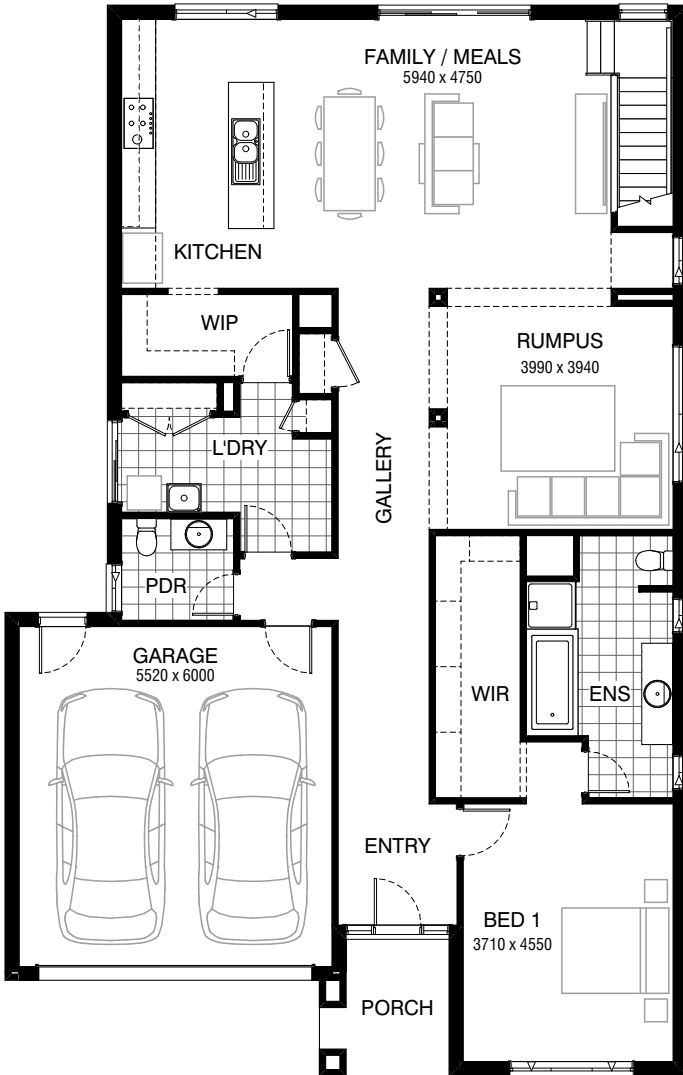 FAMILY / MEALS
5940 x 4750
KITCHEN
WIP
RUMPUS
3990 x 3940
L'DRY
GALLERY
PDR
GARAGE
5520 x 6000
WIR
ENS
ENTRY
BED 1
3710 x 4550
PORCH